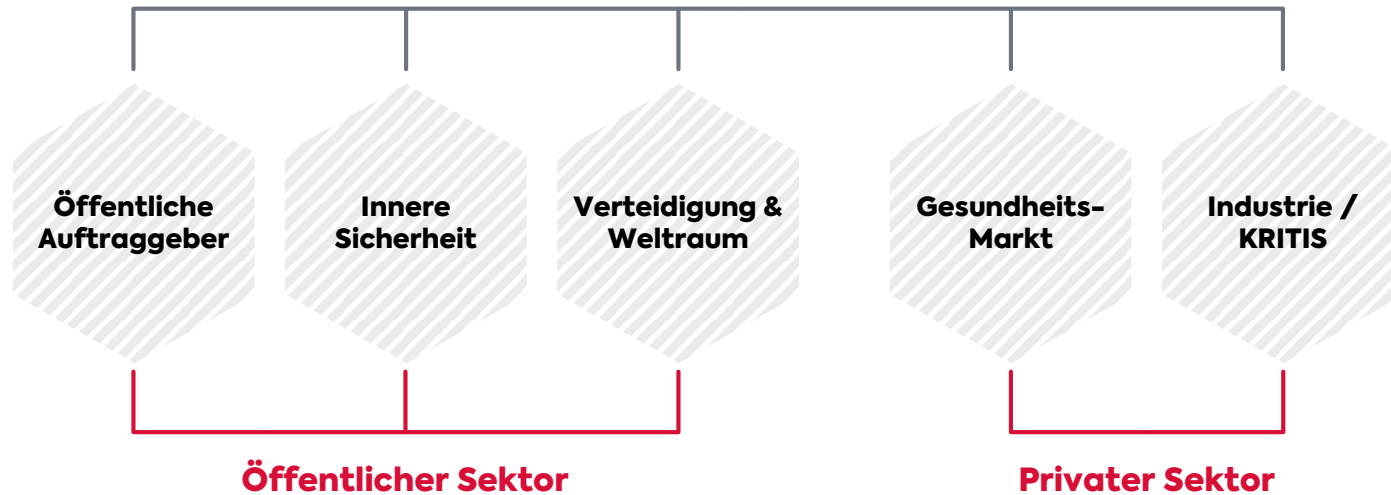 Öffentliche
Auftraggeber
Innere
Sicherheit
Verteidigung &
Weltraum
Gesundheits-
Markt
Industrie /
KRITIS
Öffentlicher Sektor
Privater Sektor